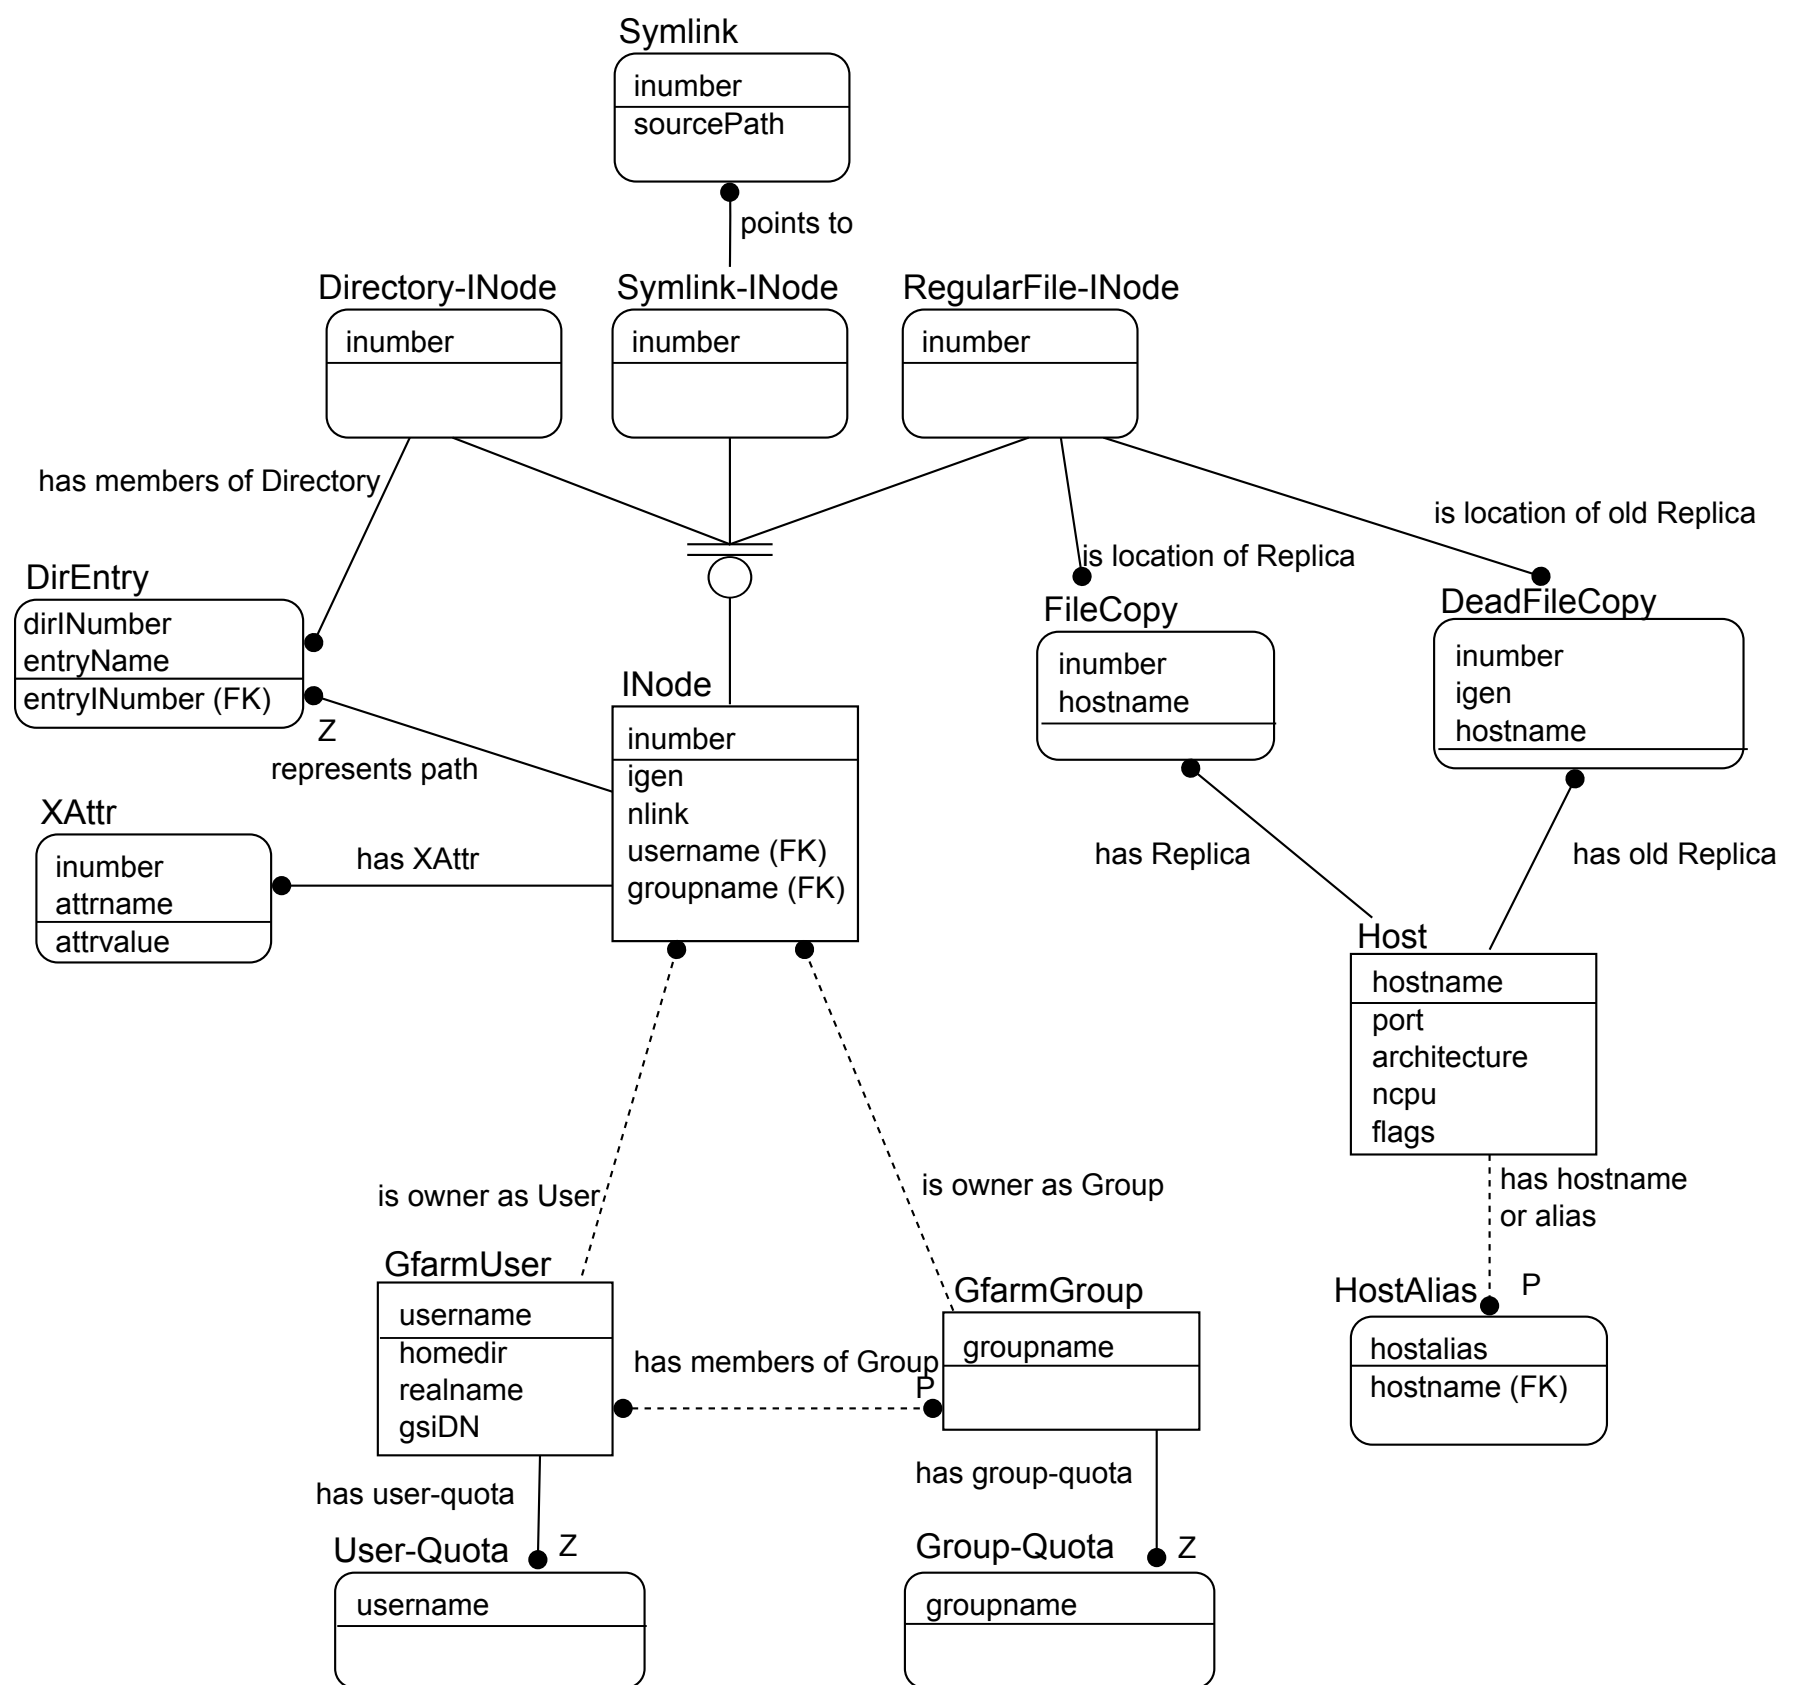 Symlink
inumber
sourcePath
points to
Directory-INode
inumber
Symlink-INode
inumber
RegularFile-INode
inumber
has members of Directory
is location of old Replica
is location of Replica
DirEntry
dirINumber
entryName
entryINumber (FK)
Z
represents path
FileCopy
inumber
hostname
DeadFileCopy
inumber
igen
hostname
INode
inumber
igen
nlink
username (FK)
groupname (FK)
XAttr
inumber
attrname
attrvalue
has XAttr
has Replica
has old Replica
Host
hostname
port
architecture
ncpu
flags
has hostname
or alias
is owner as User
is owner as Group
GfarmUser
username
homedir
realname
gsiDN
has members of Group
P
GfarmGroup
groupname
HostAlias
P
hostalias
hostname (FK)
has user-quota
has group-quota
User-Quota
Z
username
Group-Quota
Z
groupname